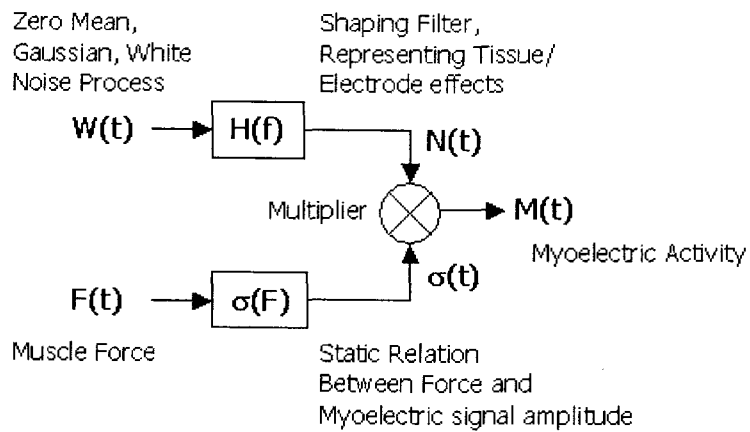 Zero Mean,
Gaussian, White
Noise Process
Shaping Filter,
Representing Tissue/
Electrode effects
W(t)
H(f)
N(t)
Multiplier
M(t)
Myoelectric Activity
F(t)
σ(F)
σ(t)
Muscle Force
Static Relation
Between Force and
Myoelectric signal amplitude